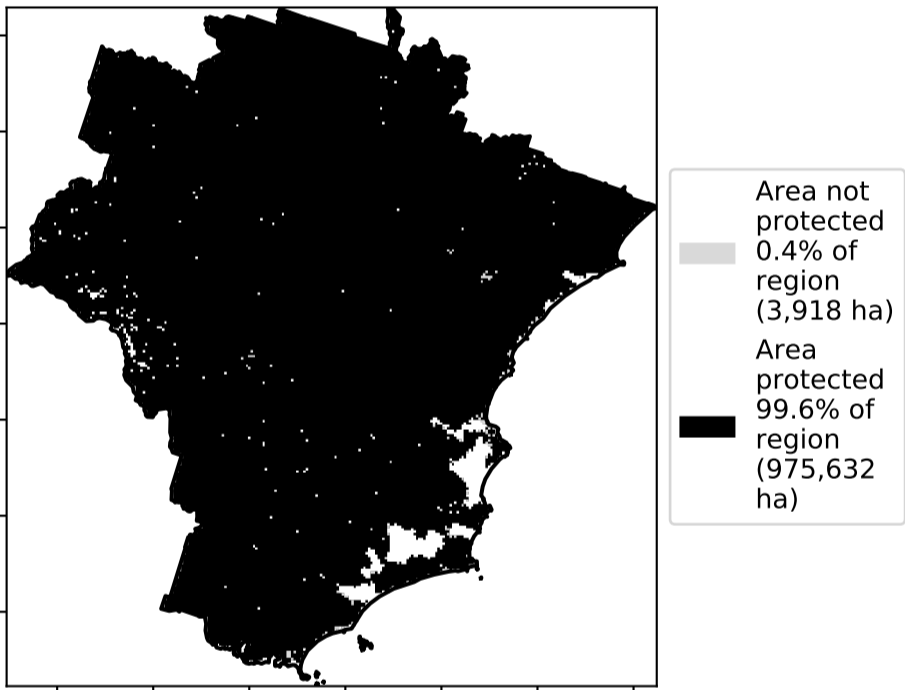 Area not
protected
0.4% of
region
(3,918 ha)
Area
protected
99.6% of
region
(975,632
ha)